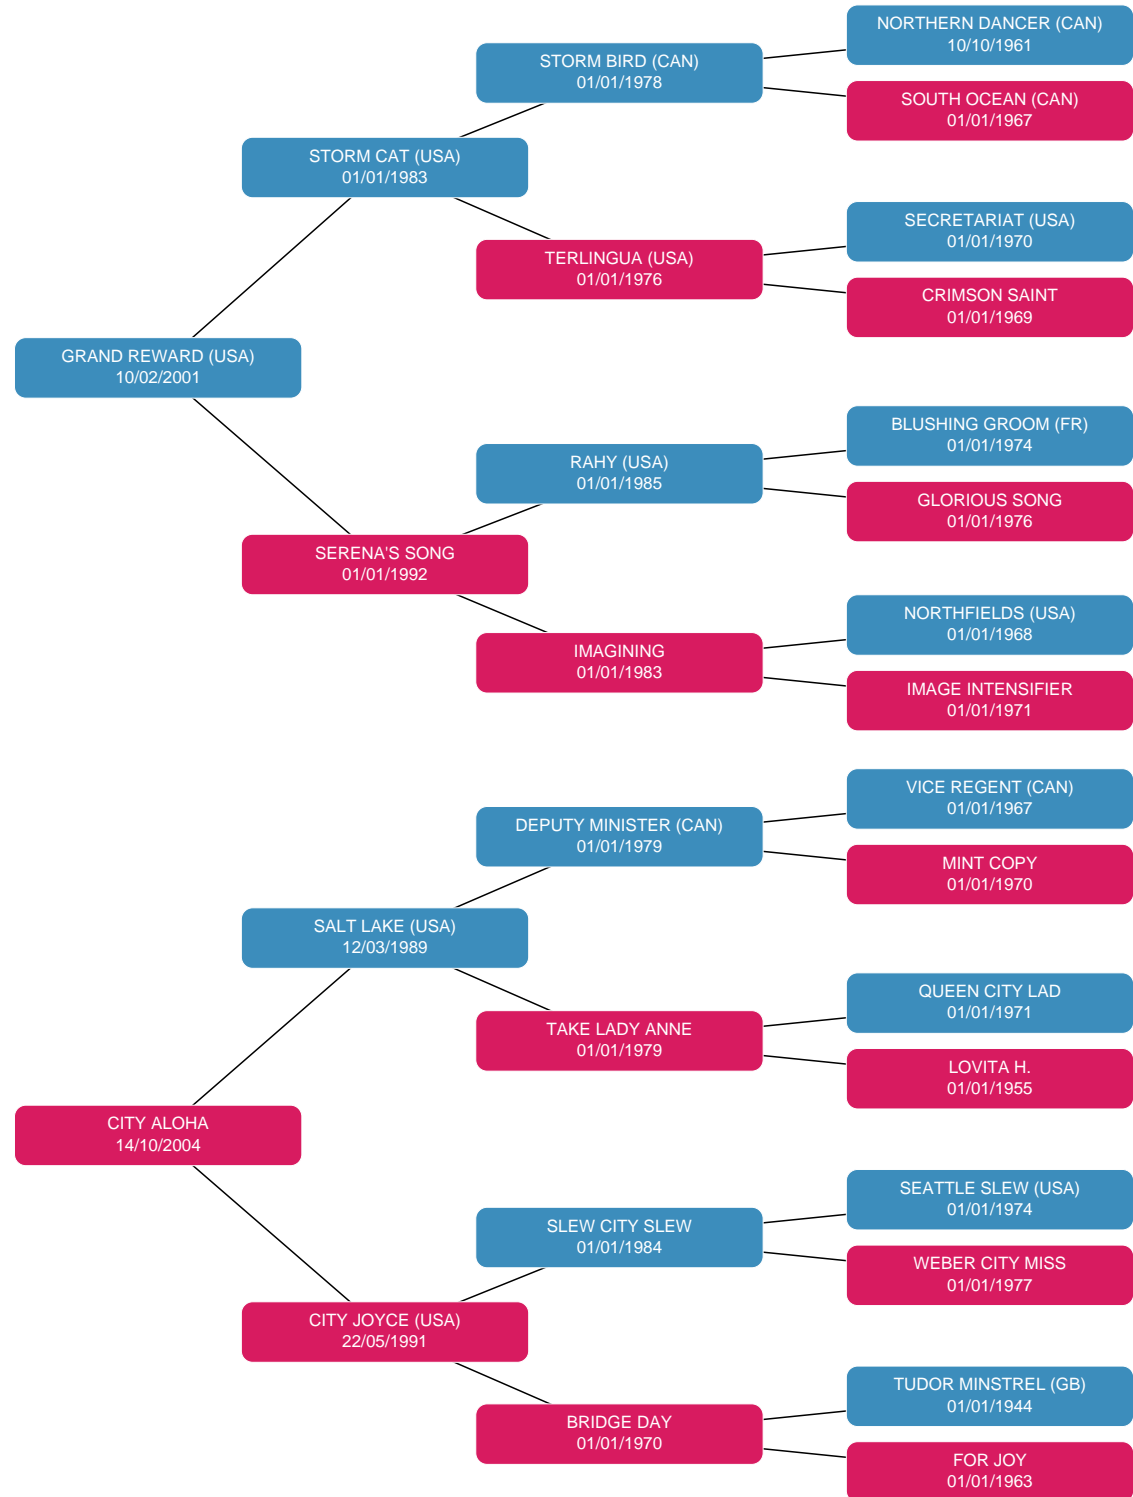 NORTHERN DANCER (CAN)
10/10/1961
STORM BIRD (CAN)
01/01/1978
SOUTH OCEAN (CAN)
01/01/1967
STORM CAT (USA)
01/01/1983
SECRETARIAT (USA)
01/01/1970
TERLINGUA (USA)
01/01/1976
CRIMSON SAINT
01/01/1969
GRAND REWARD (USA)
10/02/2001
BLUSHING GROOM (FR)
01/01/1974
RAHY (USA)
01/01/1985
GLORIOUS SONG
01/01/1976
SERENA'S SONG
01/01/1992
NORTHFIELDS (USA)
01/01/1968
IMAGINING
01/01/1983
IMAGE INTENSIFIER
01/01/1971
VICE REGENT (CAN)
01/01/1967
DEPUTY MINISTER (CAN)
01/01/1979
MINT COPY
01/01/1970
SALT LAKE (USA)
12/03/1989
QUEEN CITY LAD
01/01/1971
TAKE LADY ANNE
01/01/1979
LOVITA H.
01/01/1955
CITY ALOHA
14/10/2004
SEATTLE SLEW (USA)
01/01/1974
SLEW CITY SLEW
01/01/1984
WEBER CITY MISS
01/01/1977
CITY JOYCE (USA)
22/05/1991
TUDOR MINSTREL (GB)
01/01/1944
BRIDGE DAY
01/01/1970
FOR JOY
01/01/1963